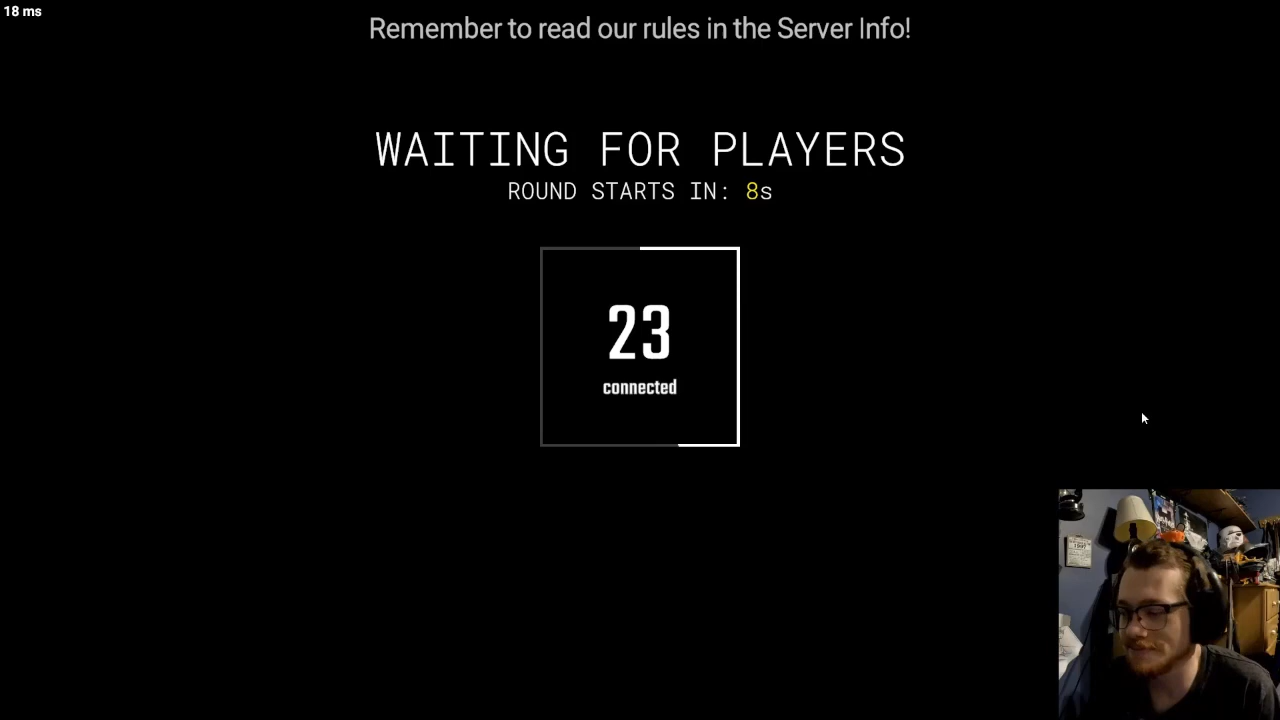 18 ms
Remember to read our rules in the Server Info!
WAITING FOR PLAYERS
ROUND STARTS IN: 8s
23
connected